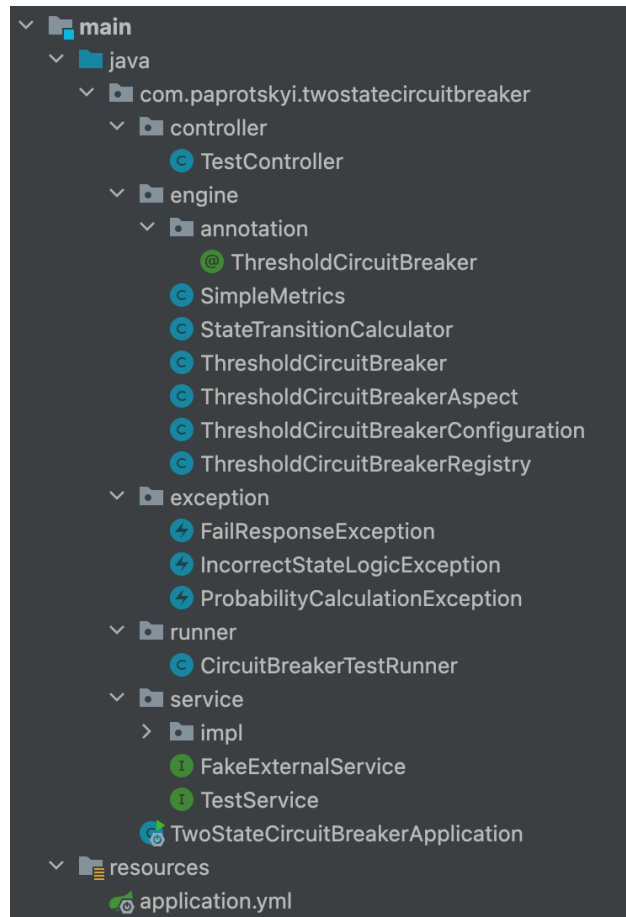 main
java
com.paprotskyi.twostatecircuitbreaker
controller
C TestController
engine
annotation
@ ThresholdCircuitBreaker
C SimpleMetrics
C StateTransitionCalculator
C ThresholdCircuitBreaker
C ThresholdCircuitBreakerAspect
C ThresholdCircuitBreakerConfiguration
C ThresholdCircuitBreakerRegistry
exception
FailResponseException
IncorrectStateLogicException
ProbabilityCalculationException
runner
C CircuitBreakerTestRunner
service
impl
I FakeExternalService
I TestService
TwoStateCircuitBreakerApplication
resources
application.yml